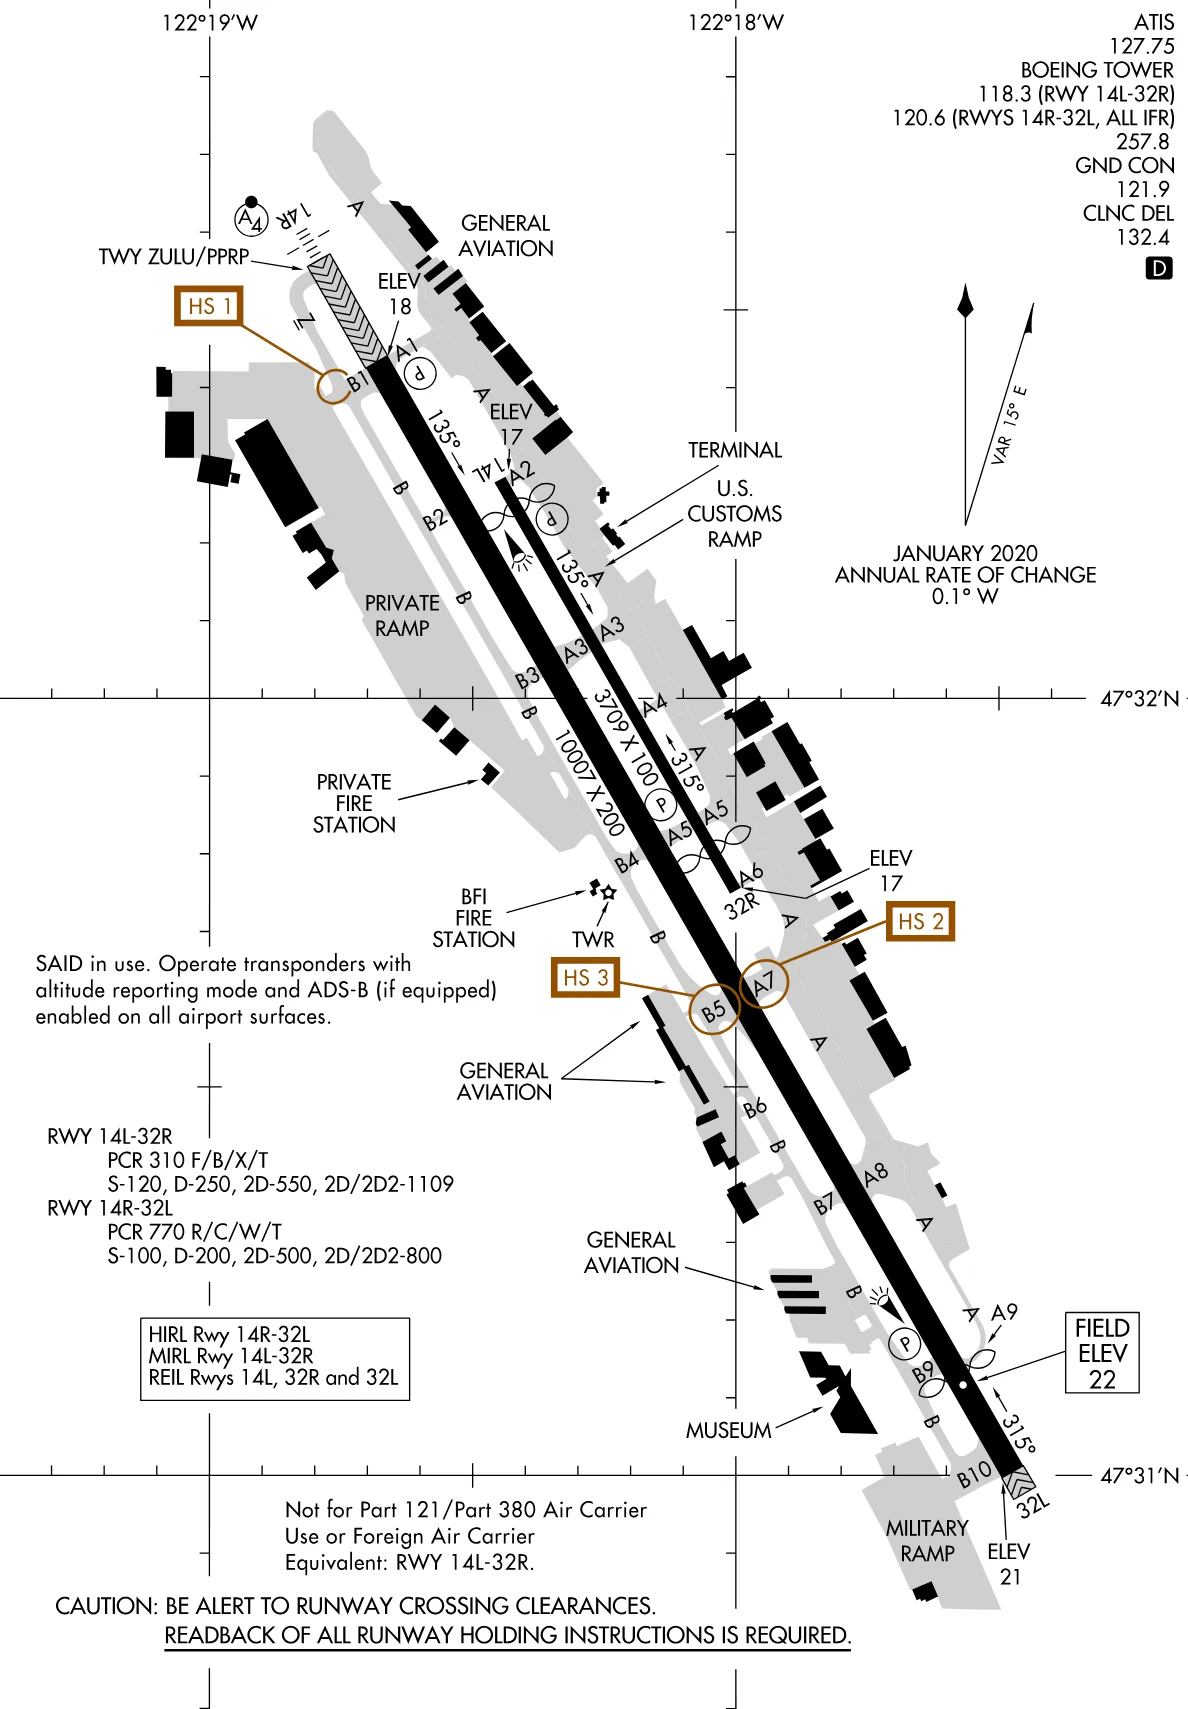 122°19'W
122°18'W
ATIS
127.75
BOEING TOWER
118.3 (RWY 14L-32R)
120.6 (RWYS 14R-32L, ALL IFR)
257.8
GND CON
121.9
CLNC DEL
132.4
D
A
A4
14R
GENERAL
AVIATION
TWY ZULU/PPRP
ELEV
18
HS 1
Z
A1
P
B1
A
VAR 15° E
135°
ELEV
17
TERMINAL
14L
A2
U.S.
CUSTOMS
RAMP
B
B2
P
JANUARY 2020
ANNUAL RATE OF CHANGE
0.1° W
135°
A
B
PRIVATE
RAMP
A3
A3
B3
47°32'N
A4
B
3709 X 100
10007 X 200
A
315°
PRIVATE
FIRE
STATION
P
A5
A5
B4
ELEV
17
A6
32R
BFI
FIRE
STATION
TWR
A
HS 2
B
SAID in use. Operate transponders with
altitude reporting mode and ADS-B (if equipped)
enabled on all airport surfaces.
HS 3
A7
B5
A
GENERAL
AVIATION
B6
RWY 14L-32R
PCR 310 F/B/X/T
S-120, D-250, 2D-550, 2D/2D2-1109
RWY 14R-32L
PCR 770 R/C/W/T
S-100, D-200, 2D-500, 2D/2D2-800
B
A8
B7
A
GENERAL
AVIATION
B
A
A9
HIRL Rwy 14R-32L
MIRL Rwy 14L-32R
REIL Rwys 14L, 32R and 32L
P
FIELD
ELEV
22
B9
MUSEUM
B
315°
B10
47°31'N
32L
Not for Part 121/Part 380 Air Carrier
Use or Foreign Air Carrier
Equivalent: RWY 14L-32R.
MILITARY
RAMP
ELEV
21
CAUTION: BE ALERT TO RUNWAY CROSSING CLEARANCES.
READBACK OF ALL RUNWAY HOLDING INSTRUCTIONS IS REQUIRED.